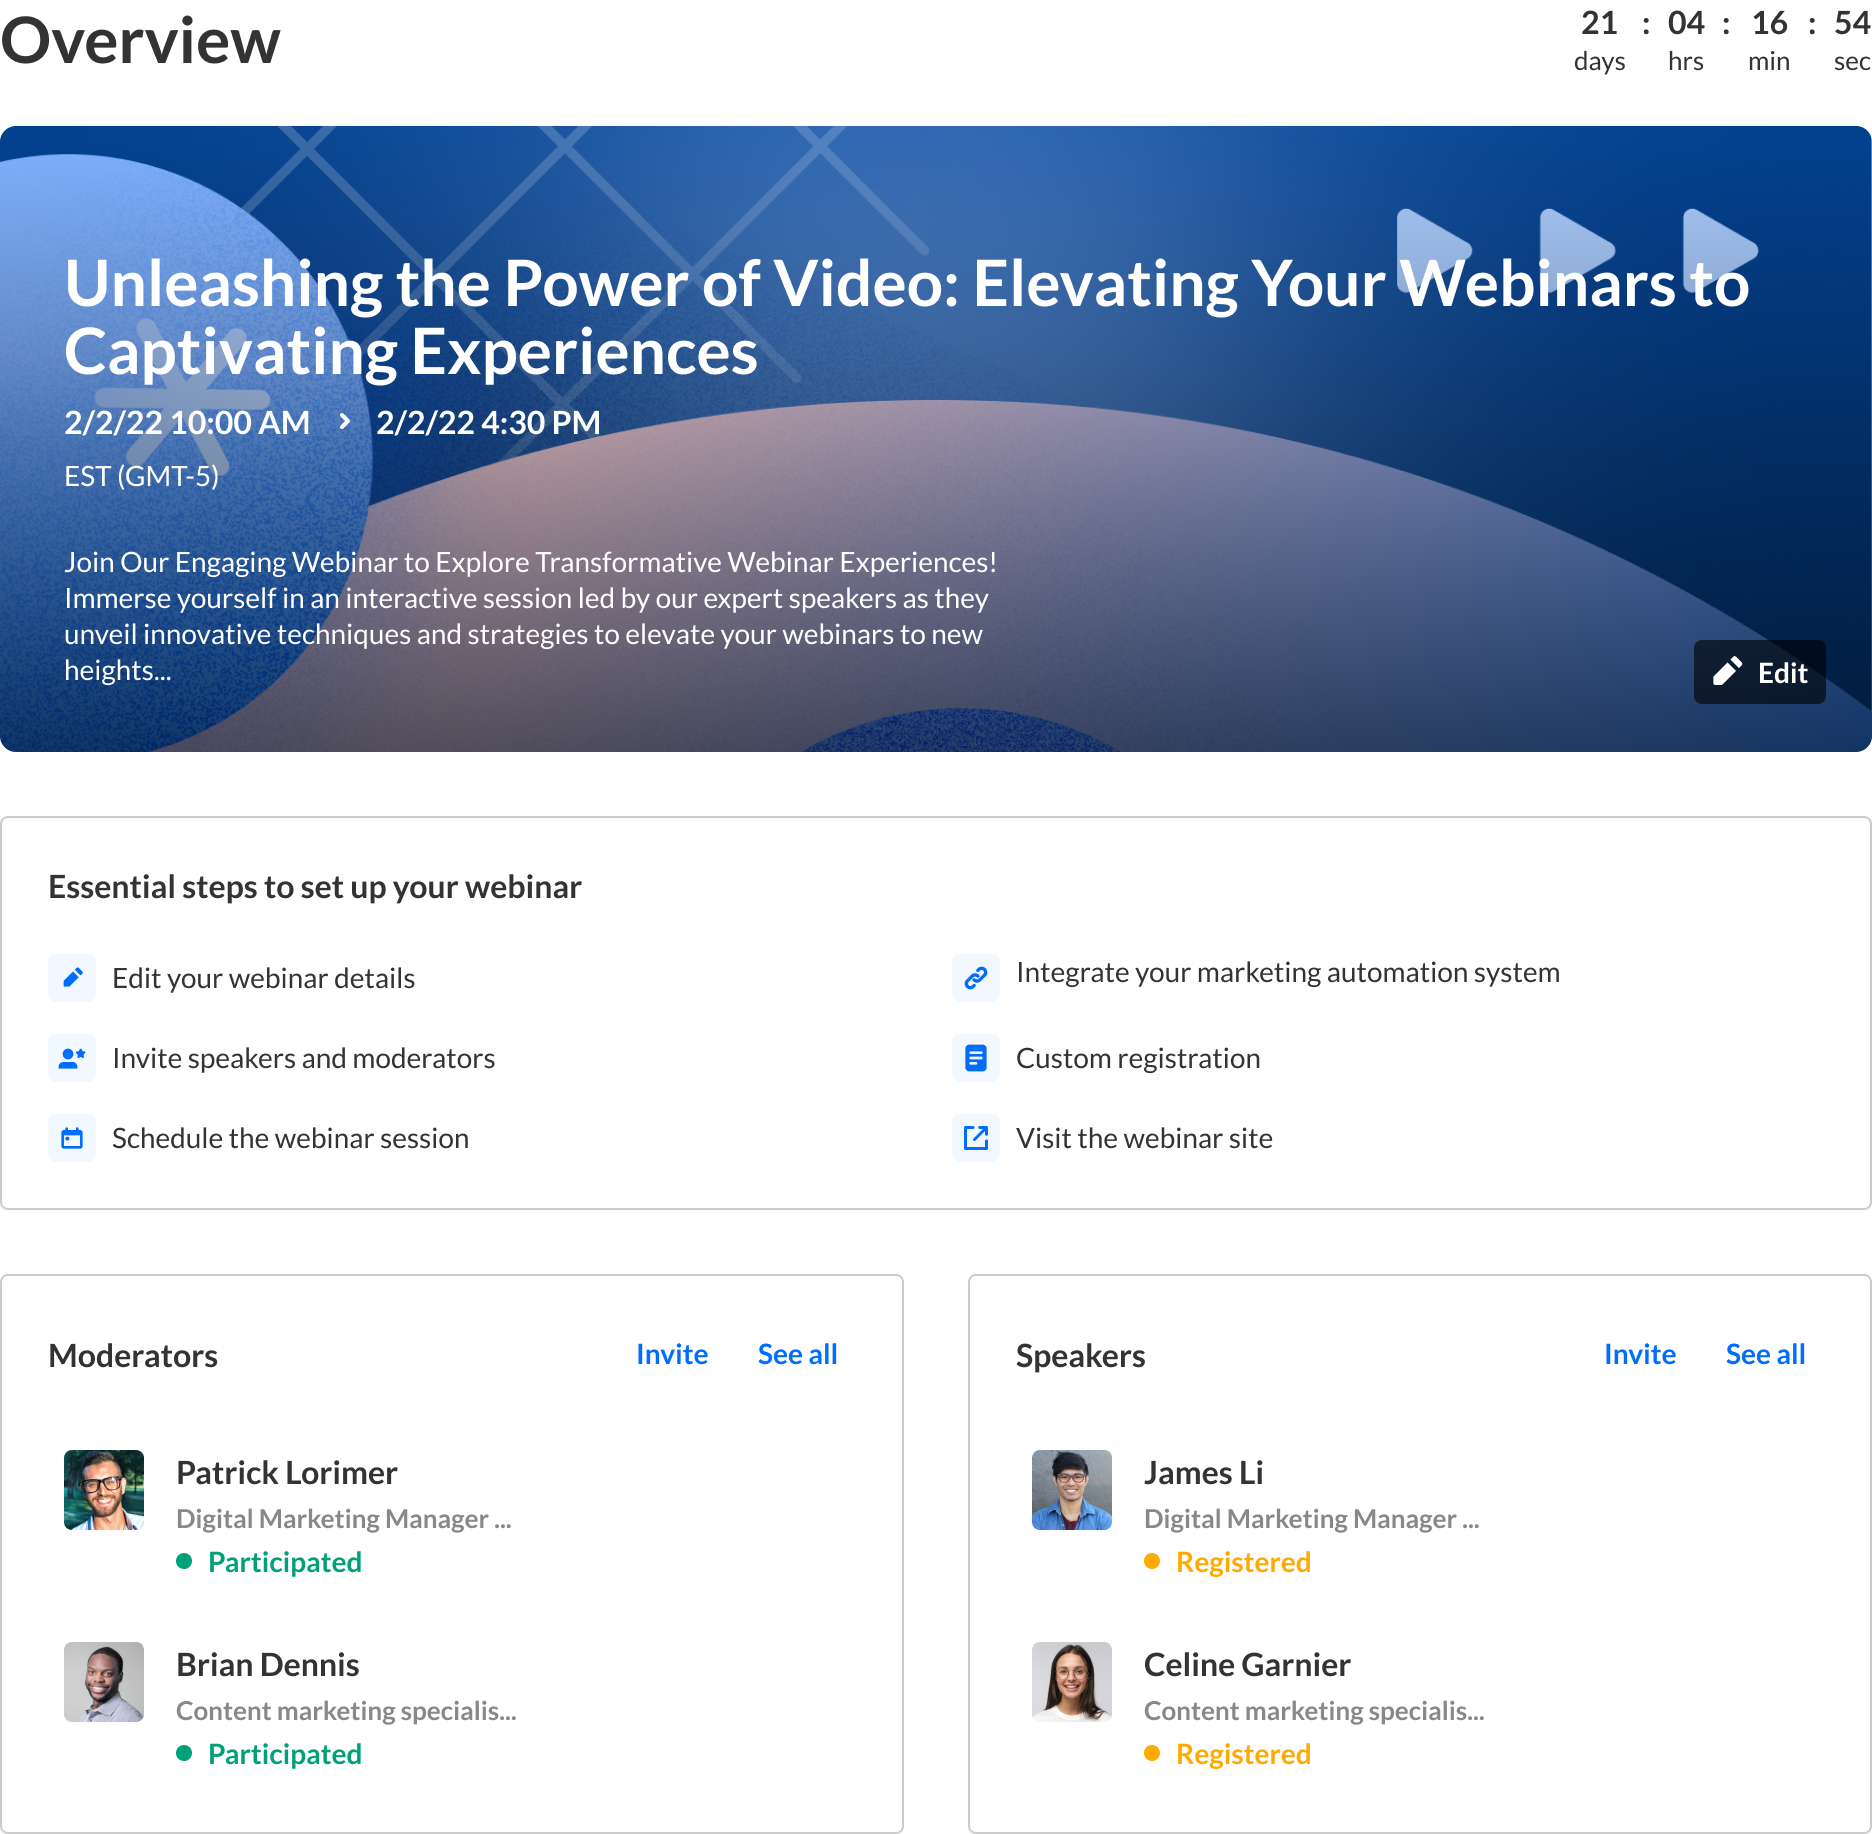 Overview
21 : 04 : 16 : 54
days hrs min sec
Unleashing the Power of Video: Elevating Your Webinars to
Captivating Experiences
2/2/22 10:00 AM > 2/2/22 4:30 PM
EST (GMT-5)
Join Our Engaging Webinar to Explore Transformative Webinar Experiences!
Immerse yourself in an interactive session led by our expert speakers as they
unveil innovative techniques and strategies to elevate your webinars to new
heights...
Edit
Essential steps to set up your webinar
Edit your webinar details
Invite speakers and moderators
Schedule the webinar session
Integrate your marketing automation system
Custom registration
Visit the webinar site
Moderators
Invite See all
Patrick Lorimer
Digital Marketing Manager ...
Participated
Brian Dennis
Content marketing specialis...
Participated
Speakers
Invite See all
James Li
Digital Marketing Manager ...
Registered
Celine Garnier
Content marketing specialis...
Registered